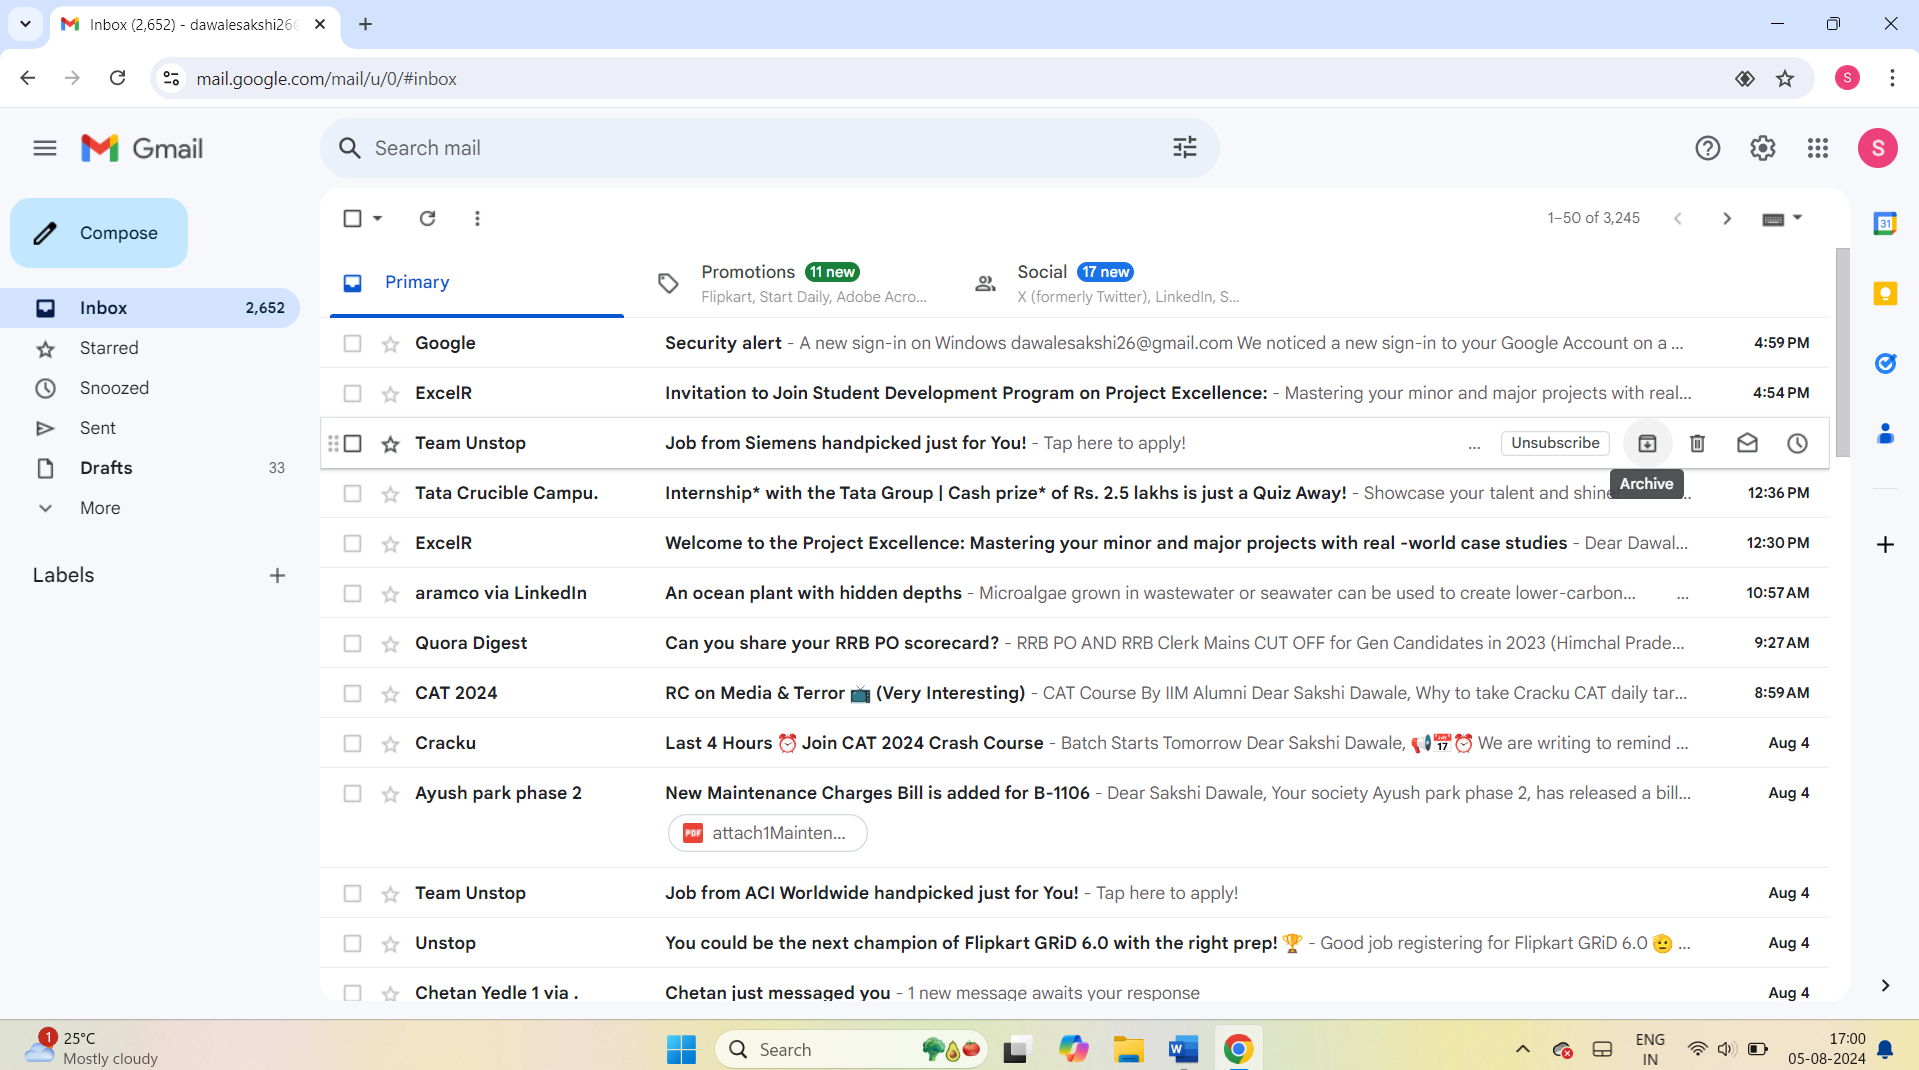 Inbox (2,652) - dawalesakshi26
mail.google.com/mail/u/0/#inbox
S
Gmail
Search mail
S
Compose
1–50 of 3,245
31
Primary
Promotions 11 new
Flipkart, Start Daily, Adobe Acro...
Social 17 new
X (formerly Twitter), LinkedIn, S...
Inbox 2,652
Starred
Snoozed
Sent
Drafts 33
More
Labels
Google Security alert - A new sign-in on Windows dawalesakshi26@gmail.com We noticed a new sign-in to your Google Account on a ... 4:59 PM
ExcelR Invitation to Join Student Development Program on Project Excellence: - Mastering your minor and major projects with real... 4:54 PM
Team Unstop Job from Siemens handpicked just for You! - Tap here to apply! ... Unsubscribe
Archive
Tata Crucible Campu. Internship* with the Tata Group | Cash prize* of Rs. 2.5 lakhs is just a Quiz Away! - Showcase your talent and shine 12:36 PM
ExcelR Welcome to the Project Excellence: Mastering your minor and major projects with real -world case studies - Dear Dawal... 12:30 PM
aramco via LinkedIn An ocean plant with hidden depths - Microalgae grown in wastewater or seawater can be used to create lower-carbon... ... 10:57 AM
Quora Digest Can you share your RRB PO scorecard? - RRB PO AND RRB Clerk Mains CUT OFF for Gen Candidates in 2023 (Himchal Prade... 9:27 AM
CAT 2024 RC on Media & Terror 📺 (Very Interesting) - CAT Course By IIM Alumni Dear Sakshi Dawale, Why to take Cracku CAT daily tar... 8:59 AM
Cracku Last 4 Hours ⏰ Join CAT 2024 Crash Course - Batch Starts Tomorrow Dear Sakshi Dawale, 📢📅⏰ We are writing to remind ... Aug 4
Ayush park phase 2 New Maintenance Charges Bill is added for B-1106 - Dear Sakshi Dawale, Your society Ayush park phase 2, has released a bill... Aug 4
PDF attach1Mainten...
Team Unstop Job from ACI Worldwide handpicked just for You! - Tap here to apply! Aug 4
Unstop You could be the next champion of Flipkart GRiD 6.0 with the right prep! 🏆 - Good job registering for Flipkart GRiD 6.0 🫡 ... Aug 4
Chetan Yedle 1 via . Chetan just messaged you - 1 new message awaits your response Aug 4
1
25°C
Mostly cloudy
Search
W
ENG
IN
17:00
05-08-2024